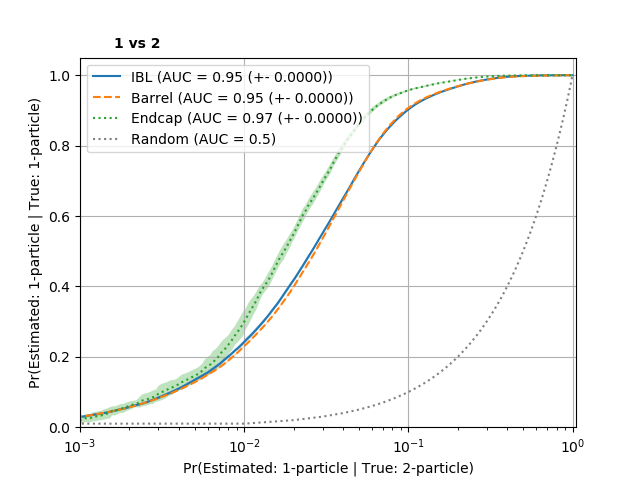 1 vs 2
IBL (AUC = 0.95 (+- 0.0000))
Barrel (AUC = 0.95 (+- 0.0000))
Endcap (AUC = 0.97 (+- 0.0000))
Random (AUC = 0.5)
Pr(Estimated: 1-particle | True: 1-particle)
1.0
0.8
0.6
0.4
0.2
0.0
10⁻³ 10⁻² 10⁻¹ 10⁰
Pr(Estimated: 1-particle | True: 2-particle)